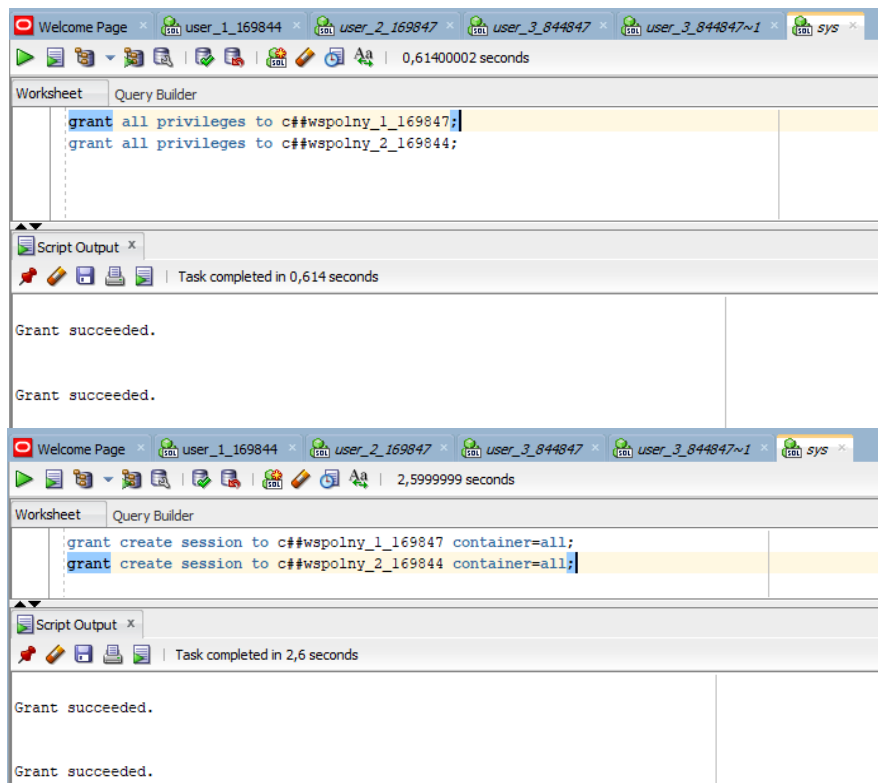 Welcome Page × user_1_169844 × user_2_169847 × user_3_844847 × user_3_844847~1 × sys ×
0,61400002 seconds
Worksheet Query Builder
grant all privileges to c##wspolny_1_169847;
grant all privileges to c##wspolny_2_169844;
Script Output x
Task completed in 0,614 seconds
Grant succeeded.
Grant succeeded.
Welcome Page × user_1_169844 × user_2_169847 × user_3_844847 × user_3_844847~1 × sys ×
2,5999999 seconds
Worksheet Query Builder
grant create session to c##wspolny_1_169847 container=all;
grant create session to c##wspolny_2_169844 container=all;
Script Output x
Task completed in 2,6 seconds
Grant succeeded.
Grant succeeded.